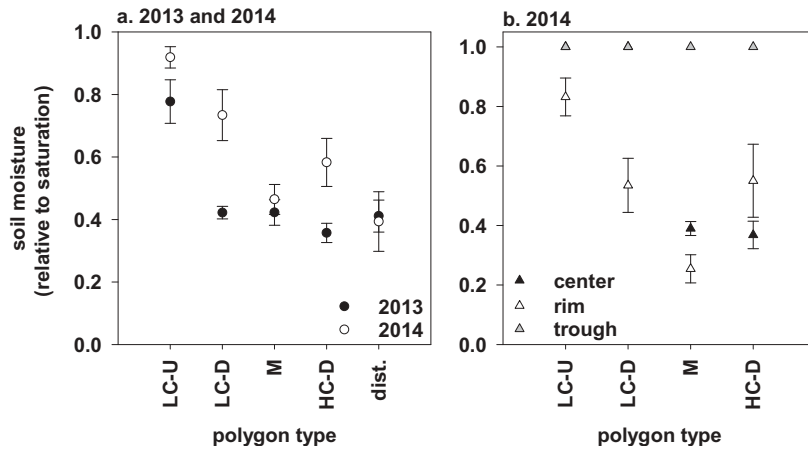 a. 2013 and 2014
soil moisture
(relative to saturation)
1.0
0.8
0.6
0.4
0.2
0.0
2013
2014
LC-U
LC-D
M
HC-D
dist.
polygon type
b. 2014
1.0
0.8
0.6
0.4
0.2
0.0
center
rim
trough
LC-U
LC-D
M
HC-D
polygon type